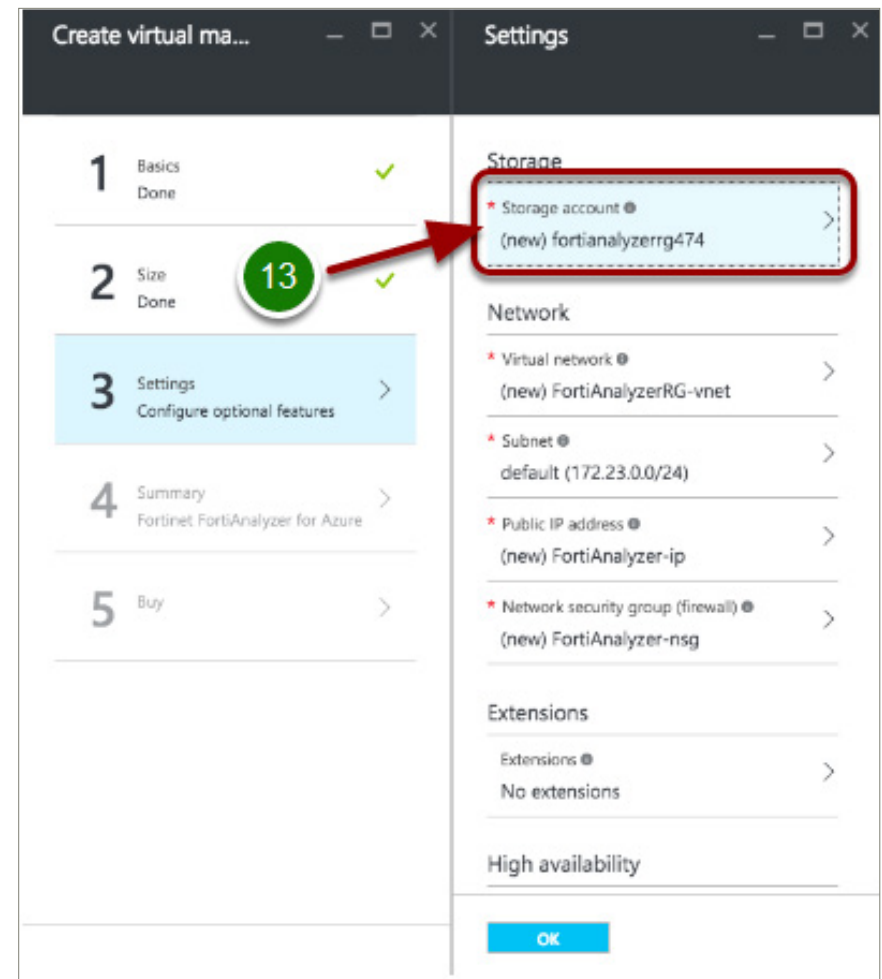 Create virtual ma...
1
Basics
Done
2
Size
Done
13
3
Settings
Configure optional features
4
Summary
Fortinet FortiAnalyzer for Azure
5
Buy
Settings
Storage
* Storage account
(new) fortianalyzerrg474
Network
* Virtual network
(new) FortiAnalyzerRG-vnet
* Subnet
default (172.23.0.0/24)
* Public IP address
(new) FortiAnalyzer-ip
* Network security group (firewall)
(new) FortiAnalyzer-nsg
Extensions
Extensions
No extensions
High availability
OK